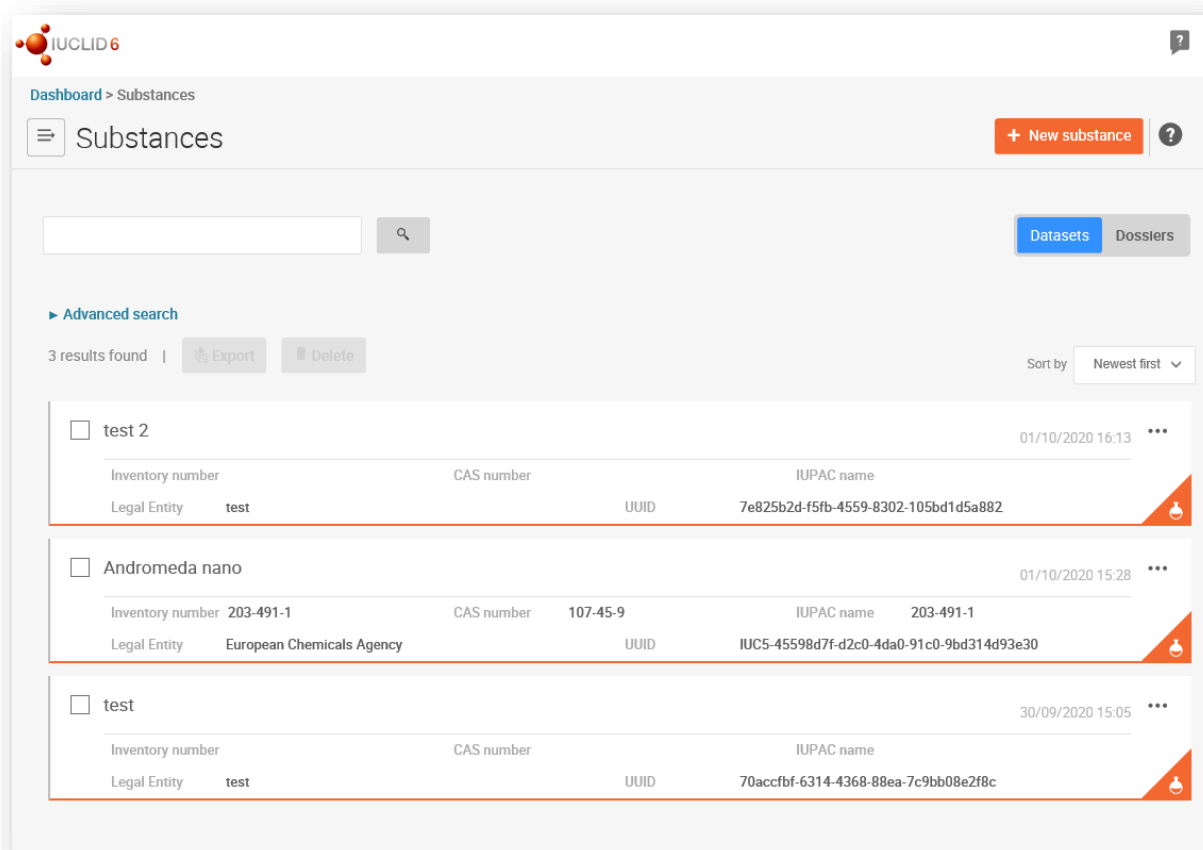 IUCLID 6
?
Dashboard > Substances
Substances
+ New substance
?
Datasets Dossiers
Advanced search
3 results found | Export Delete
Sort by Newest first
test 2
01/10/2020 16:13
Inventory number CAS number IUPAC name
Legal Entity test UUID 7e825b2d-f5fb-4559-8302-105bd1d5a882
Andromeda nano
01/10/2020 15:28
Inventory number 203-491-1 CAS number 107-45-9 IUPAC name 203-491-1
Legal Entity European Chemicals Agency UUID IUC5-45598d7f-d2c0-4da0-91c0-9bd314d93e30
test
30/09/2020 15:05
Inventory number CAS number IUPAC name
Legal Entity test UUID 70accfbf-6314-4368-88ea-7c9bb08e2f8c